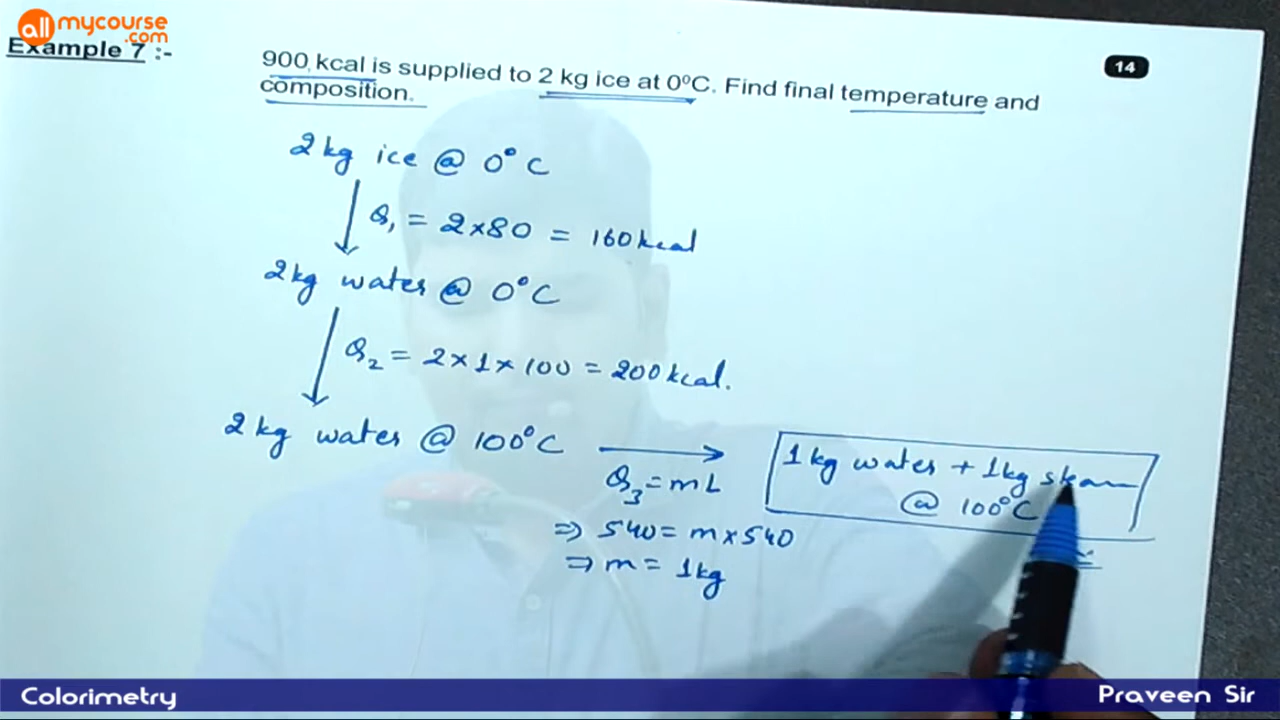 allmycourse
.com
Example 7 :-
14
900 kcal is supplied to 2 kg ice at 0ºC. Find final temperature and
composition.
2 kg ice @ 0° C
Q₁ = 2×80 = 160 kcal
2 kg water @ 0°C
Q₂ = 2×1×100 = 200 kcal.
2 kg water @ 100°C
1 kg water + 1 kg steam
@ 100°C
Q₃ = mL
⇒ 540 = m×540
⇒ m = 1 kg
Colorimetry
Praveen Sir